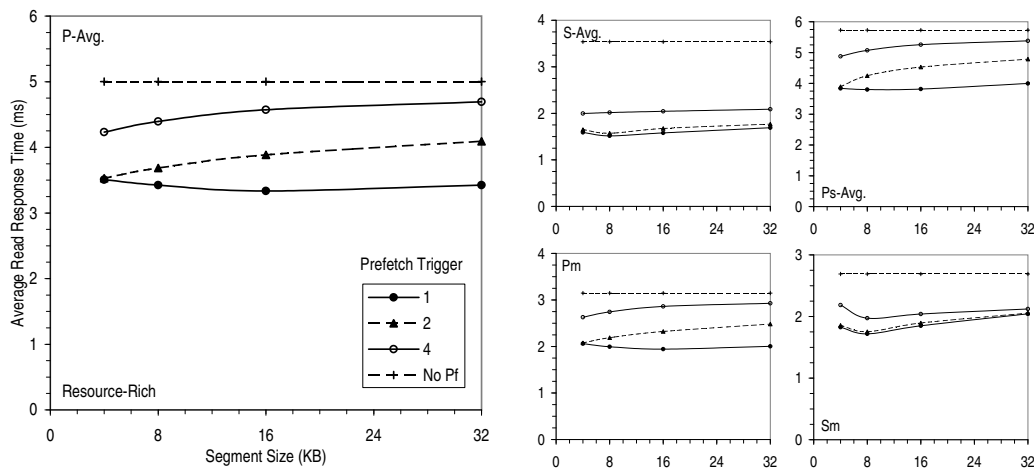 P-Avg.
Average Read Response Time (ms)
6
5
4
3
2
1
0
Prefetch Trigger
1
2
4
No Pf
Resource-Rich
0 8 16 24 32
Segment Size (KB)
S-Avg.
4
3
2
1
0
0 8 16 24 32
6
5
4
3
2
1
0
Ps-Avg.
0 8 16 24 32
Pm
4
3
2
1
0
0 8 16 24 32
3
2
1
0
Sm
0 8 16 24 32